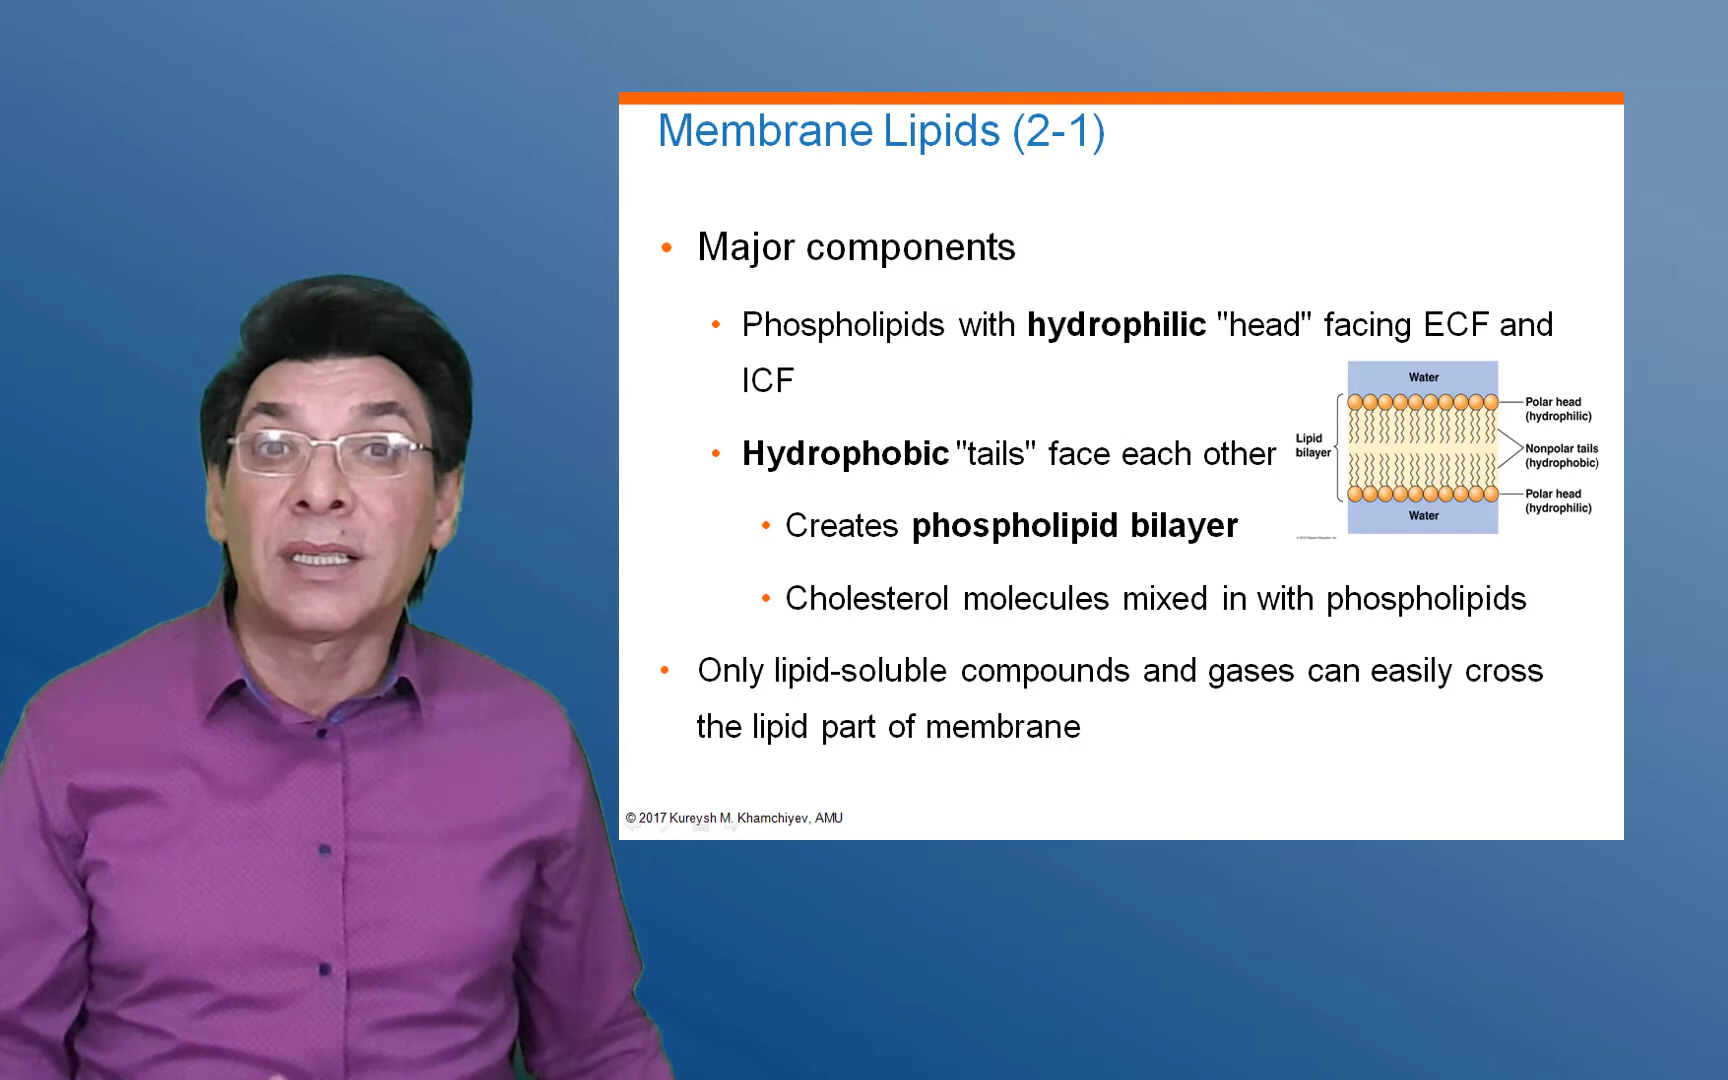 Membrane Lipids (2-1)
• Major components
• Phospholipids with hydrophilic "head" facing ECF and
ICF
• Hydrophobic "tails" face each other
• Creates phospholipid bilayer
• Cholesterol molecules mixed in with phospholipids
• Only lipid-soluble compounds and gases can easily cross
the lipid part of membrane
Water
Polar head
(hydrophilic)
Lipid
bilayer
Nonpolar tails
(hydrophobic)
Polar head
(hydrophilic)
Water
© 2017 Kureysh M. Khamchiyev, AMU